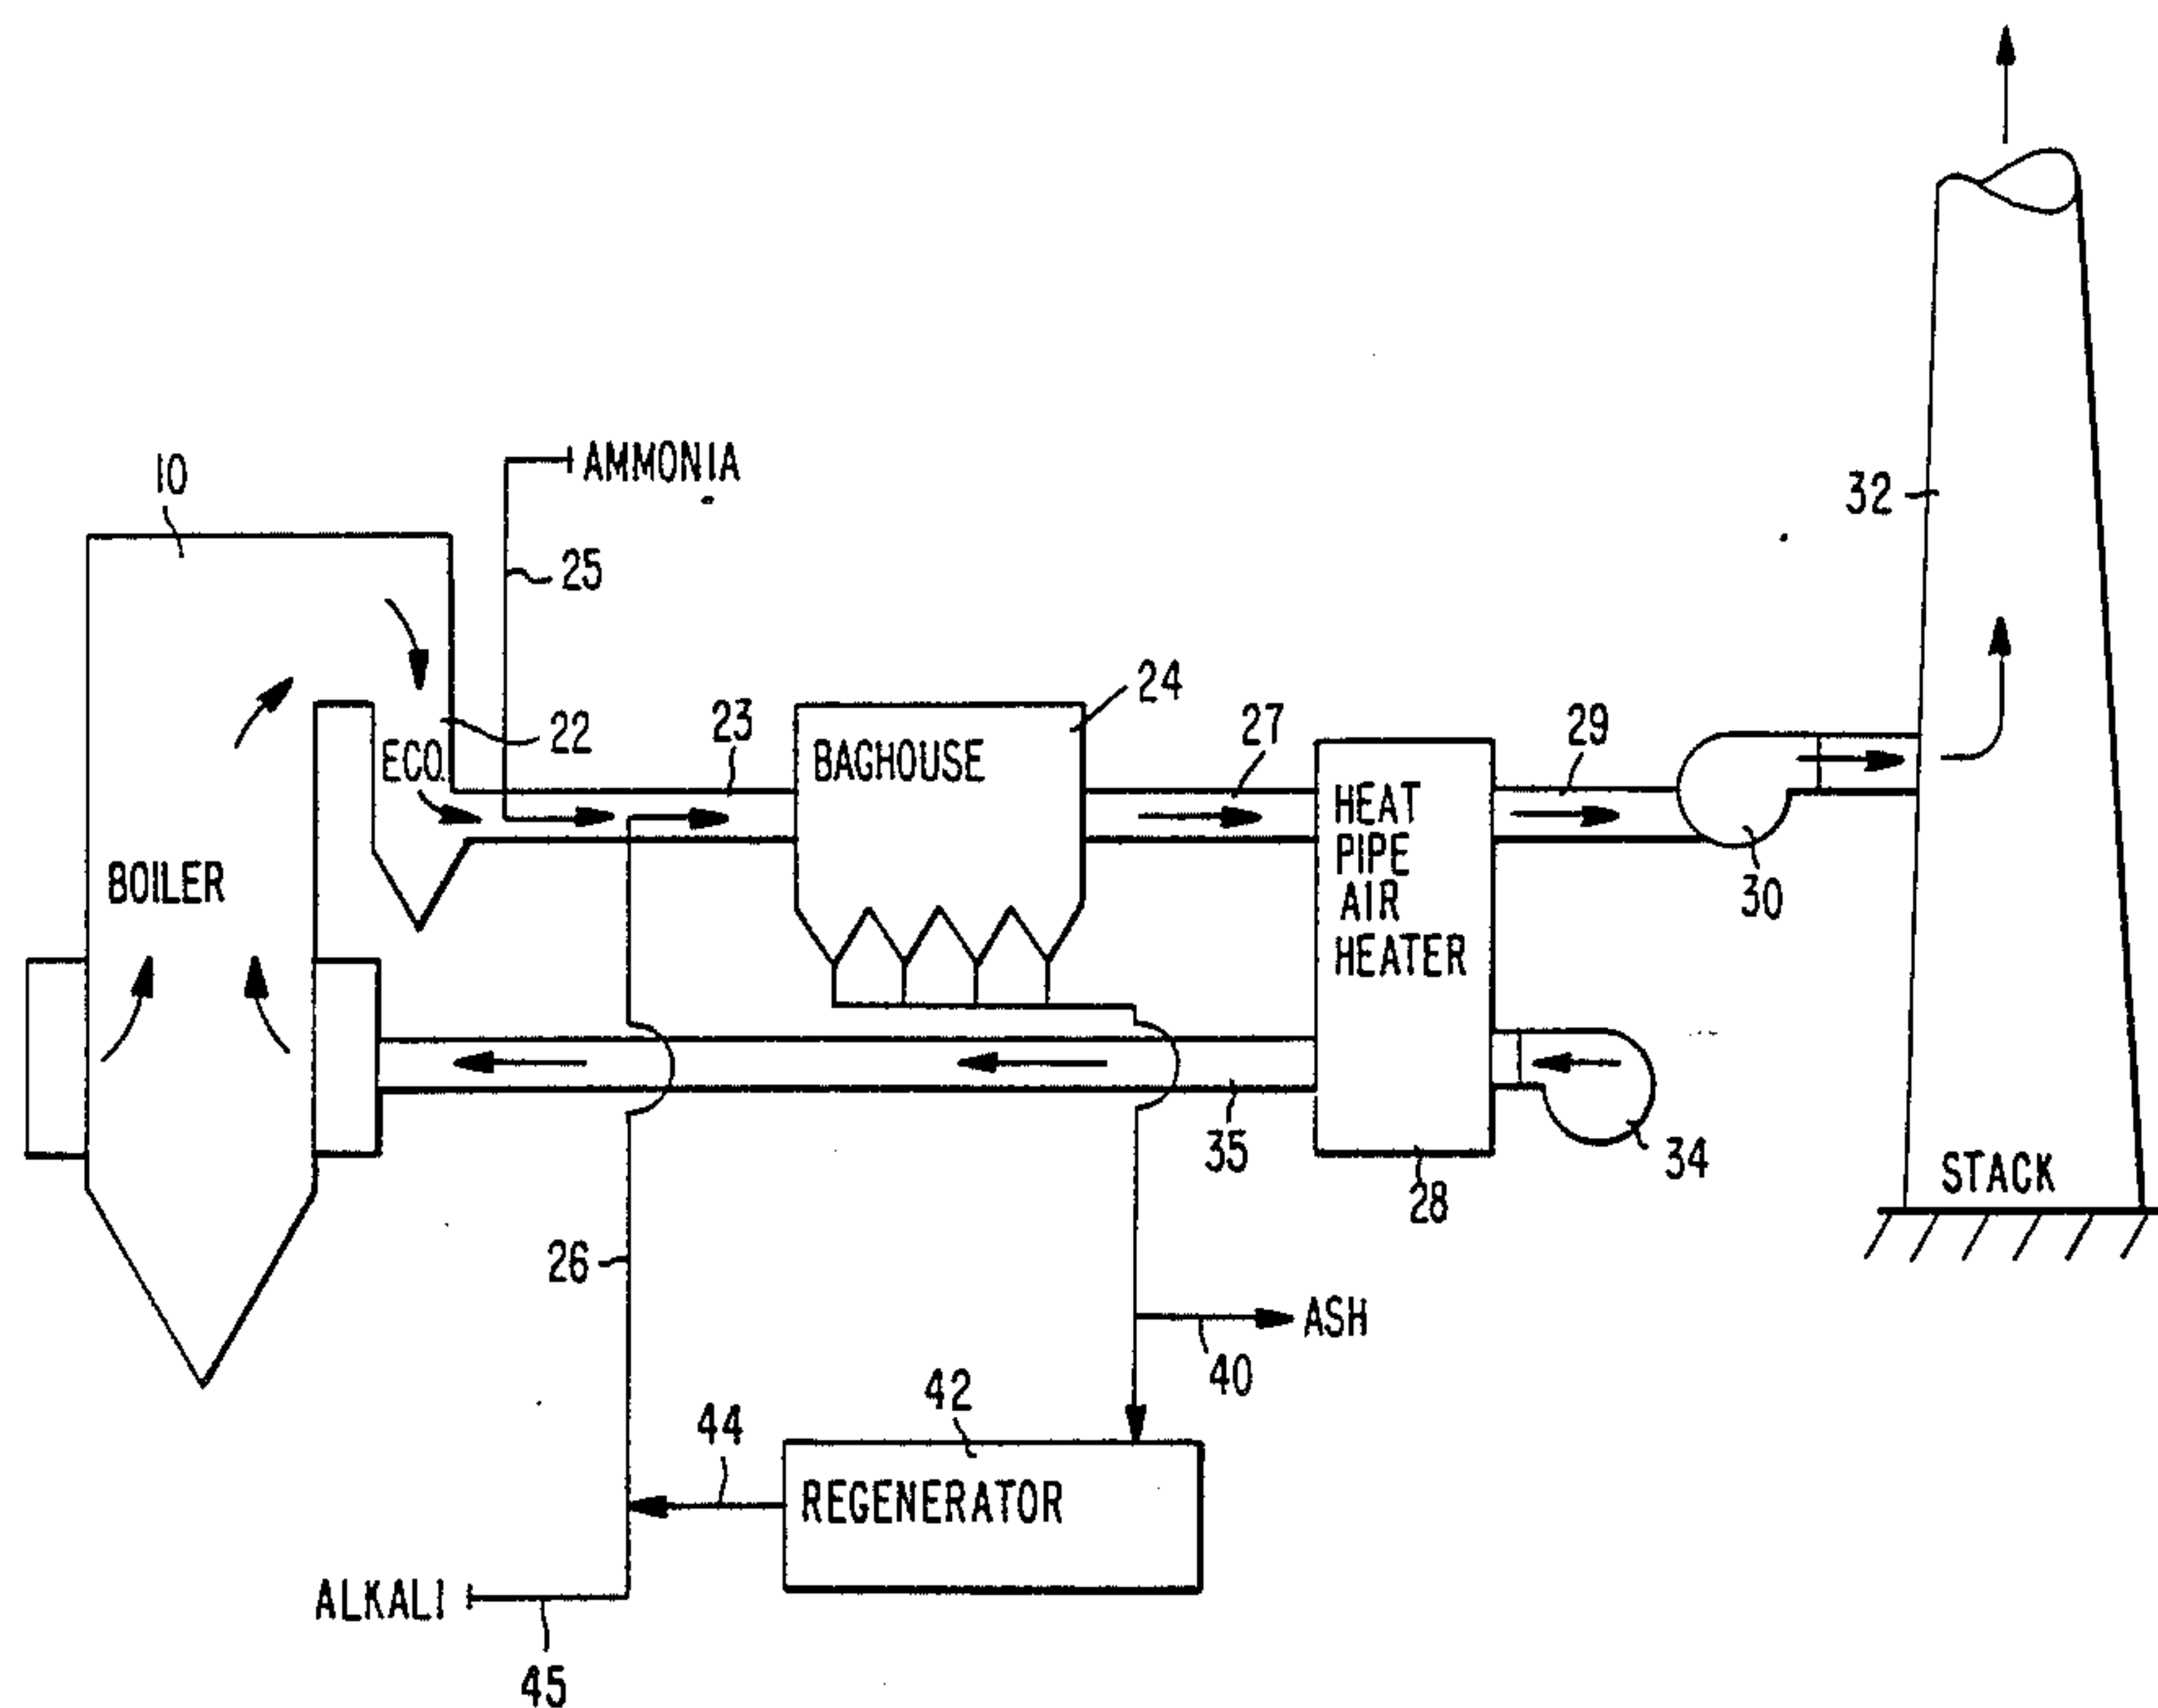 10
AMMONIA
25
32
24
22
23
27
29
ECO.
BAGHOUSE
HEAT
PIPE
AIR
HEATER
BOILER
30
35
34
28
STACK
26
ASH
40
42
44
REGENERATOR
ALKALI
45